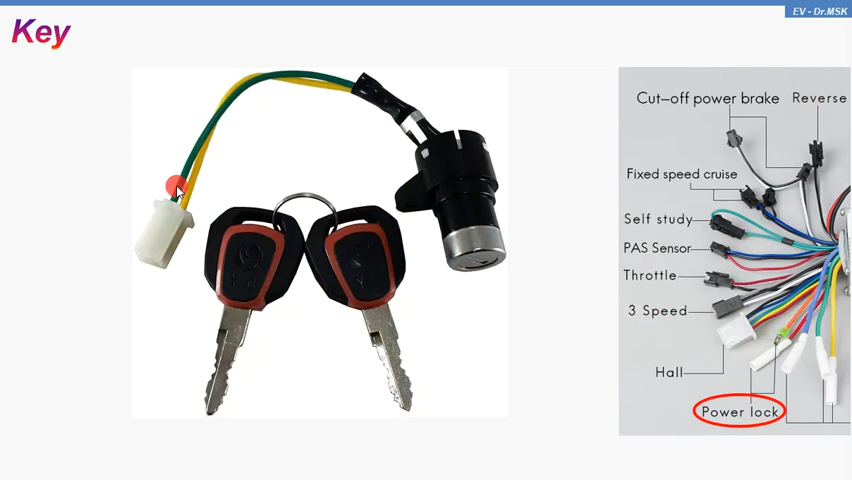 EV - Dr.MSK
Key
Cut-off power brake
Reverse
Fixed speed cruise
Self study
PAS Sensor
Throttle
3 Speed
Hall
Power lock